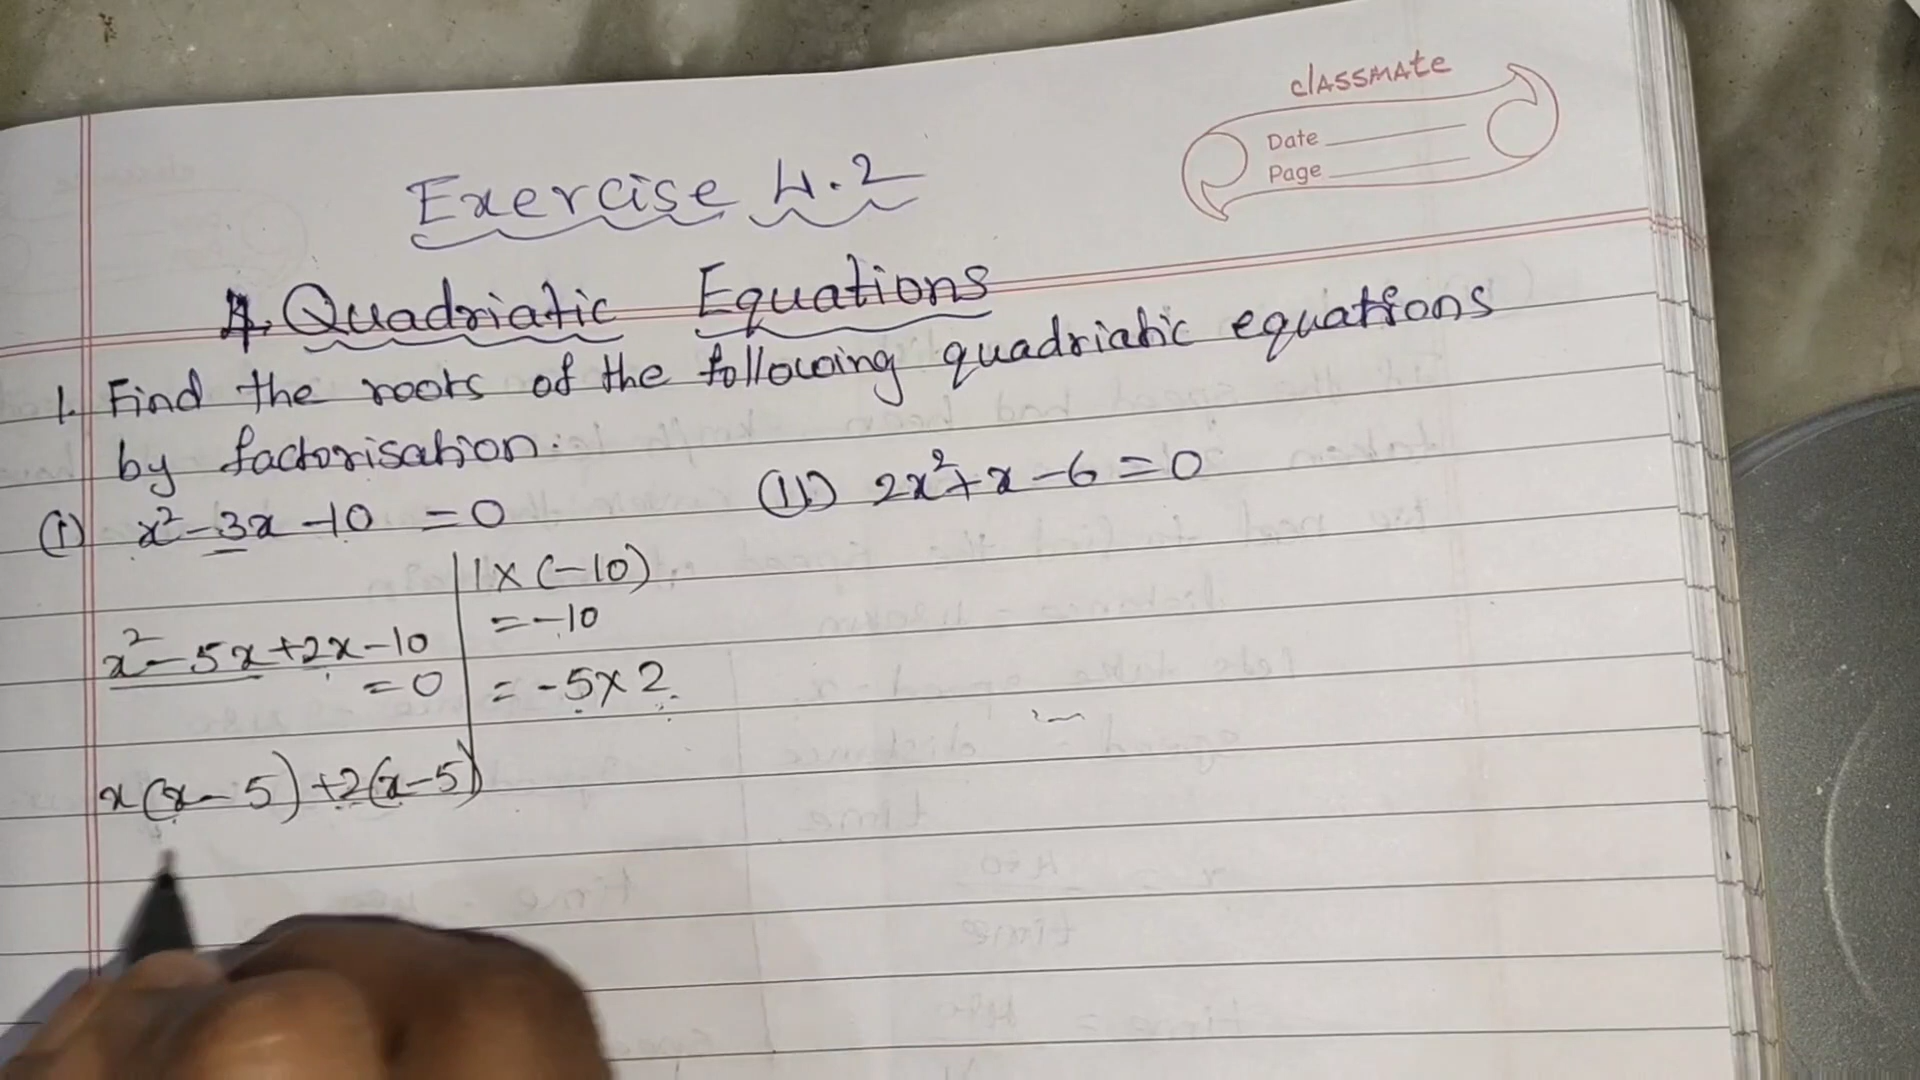 classmate
Date
Page
Exercise 4.2
4. Quadriatic Equations
1. Find the roots of the following quadriatic equations
by factorisation:
(i) x² - 3x - 10 = 0
(ii) 2x² + x - 6 = 0
1 x (-10)
= -10
x² - 5x + 2x - 10
= 0
= -5 x 2
x(x - 5) + 2(x - 5)